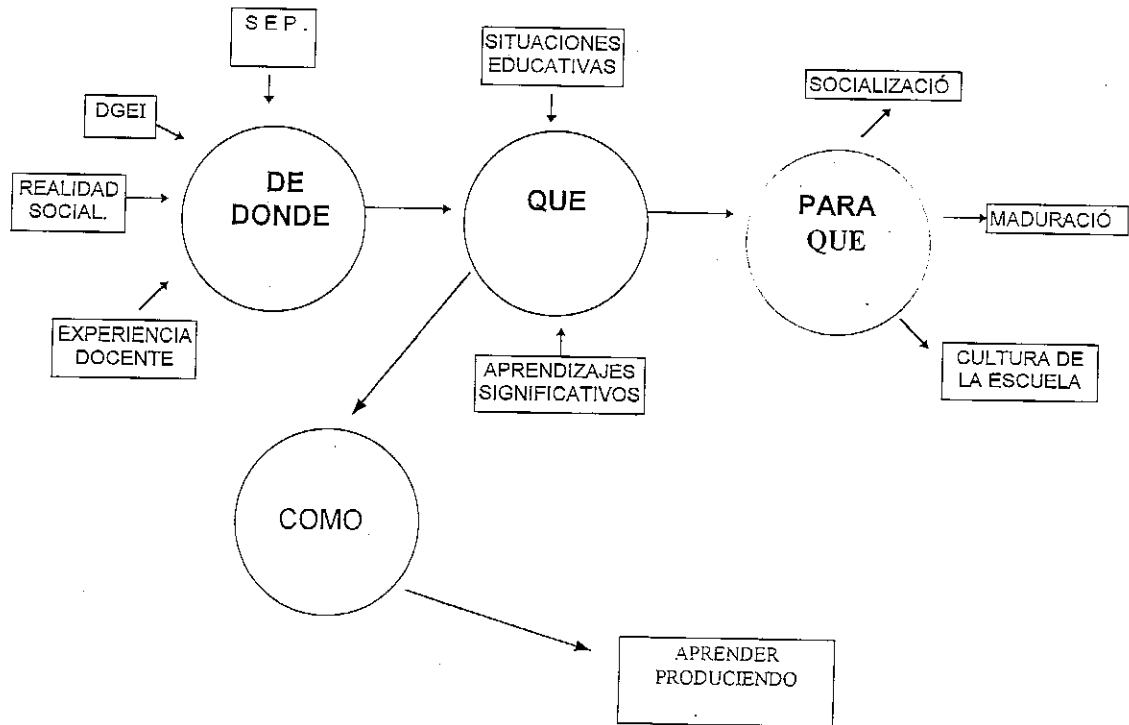 S E P .
SITUACIONES
EDUCATIVAS
SOCIALIZACIÓ
DGEI
REALIDAD
SOCIAL.
DE
DONDE
QUE
PARA
QUE
MADURACIÓ
EXPERIENCIA
DOCENTE
APRENDIZAJES
SIGNIFICATIVOS
CULTURA DE
LA ESCUELA
COMO
APRENDER
PRODUCIENDO